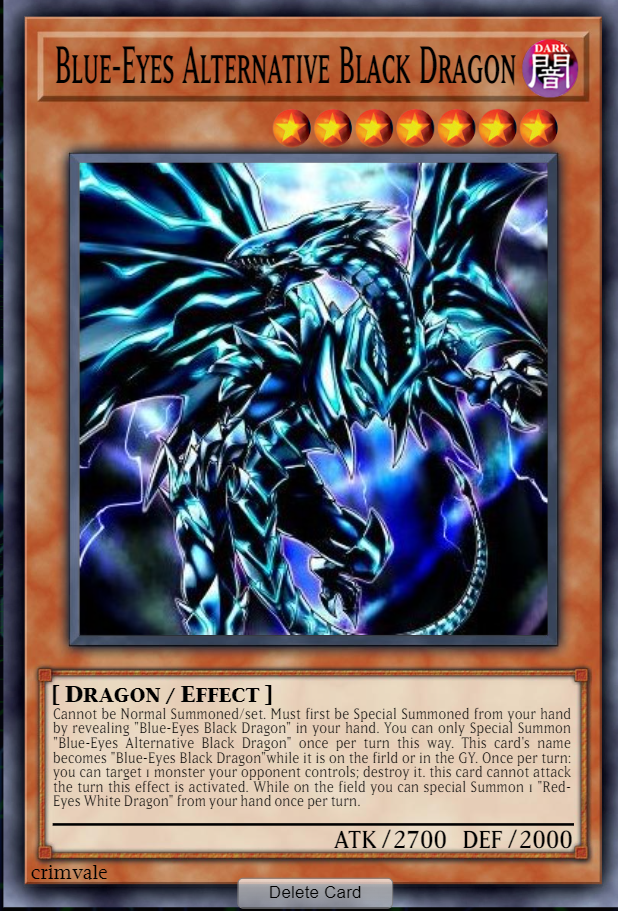 Blue-Eyes Alternative Black Dragon
DARK
闇
[ Dragon / Effect ]
Cannot be Normal Summoned/set. Must first be Special Summoned from your hand
by revealing "Blue-Eyes Black Dragon" in your hand. You can only Special Summon
"Blue-Eyes Alternative Black Dragon" once per turn this way. This card's name
becomes "Blue-Eyes Black Dragon"while it is on the firld or in the GY. Once per turn:
you can target 1 monster your opponent controls; destroy it. this card cannot attack
the turn this effect is activated. While on the field you can special Summon 1 "Red-
Eyes White Dragon" from your hand once per turn.
ATK/2700 DEF/2000
crimvale
Delete Card